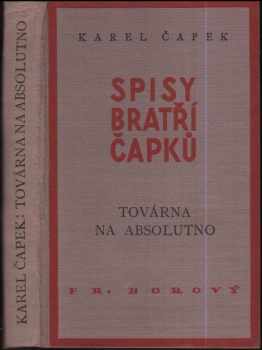 KAREL ČAPEK: TOVÁRNA NA ABSOLUTNO
KAREL ČAPEK
SPISY
BRATŘÍ
ČAPKŮ
TOVÁRNA
NA ABSOLUTNO
FR. BOROVÝ